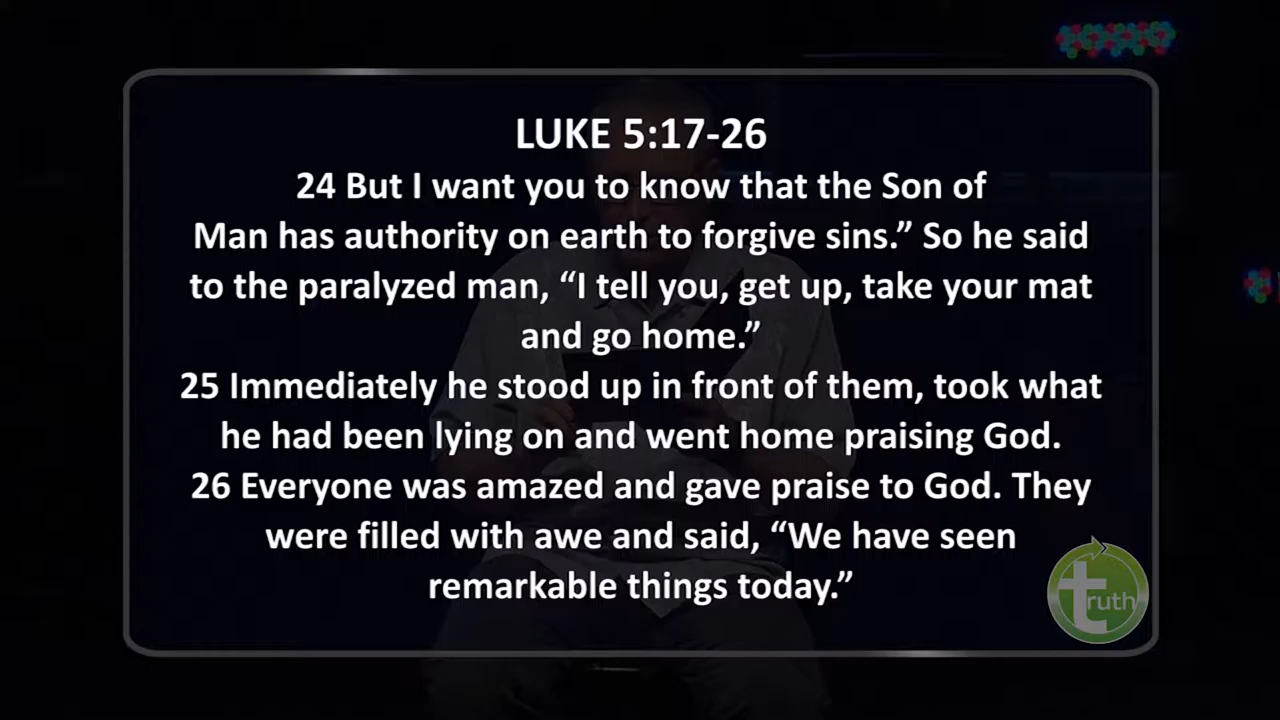 LUKE 5:17-26
24 But I want you to know that the Son of
Man has authority on earth to forgive sins.” So he said
to the paralyzed man, “I tell you, get up, take your mat
and go home.”
25 Immediately he stood up in front of them, took what
he had been lying on and went home praising God.
26 Everyone was amazed and gave praise to God. They
were filled with awe and said, “We have seen
remarkable things today.”
truth